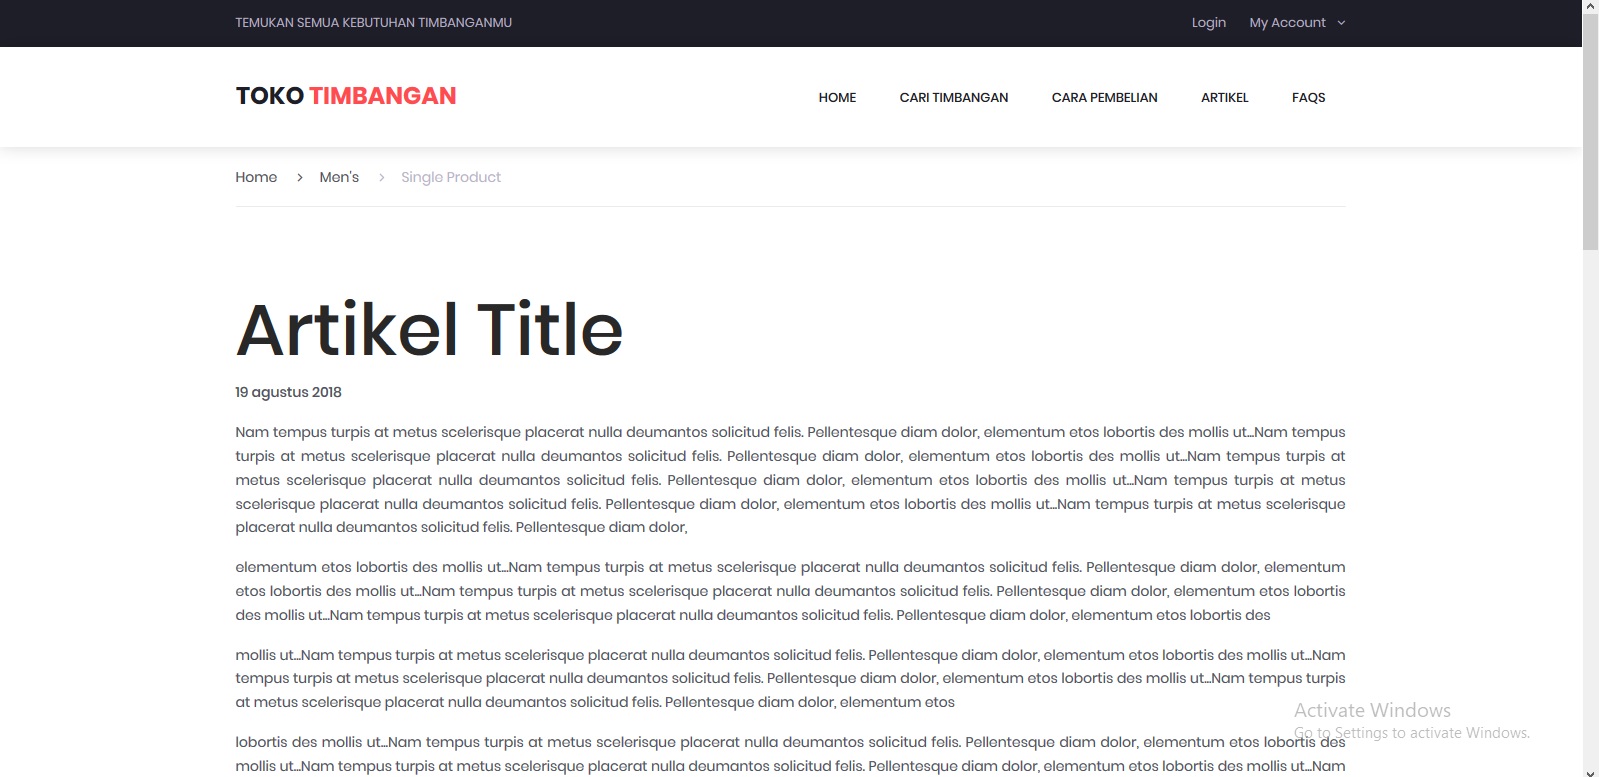 TEMUKAN SEMUA KEBUTUHAN TIMBANGANMU
Login
My Account
TOKO TIMBANGAN
HOME
CARI TIMBANGAN
CARA PEMBELIAN
ARTIKEL
FAQS
Home > Men's > Single Product
Artikel Title
19 agustus 2018
Nam tempus turpis at metus scelerisque placerat nulla deumantos solicitud felis. Pellentesque diam dolor, elementum etos lobortis des mollis ut...Nam tempus
turpis at metus scelerisque placerat nulla deumantos solicitud felis. Pellentesque diam dolor, elementum etos lobortis des mollis ut...Nam tempus turpis at
metus scelerisque placerat nulla deumantos solicitud felis. Pellentesque diam dolor, elementum etos lobortis des mollis ut...Nam tempus turpis at metus
scelerisque placerat nulla deumantos solicitud felis. Pellentesque diam dolor, elementum etos lobortis des mollis ut...Nam tempus turpis at metus scelerisque
placerat nulla deumantos solicitud felis. Pellentesque diam dolor,
elementum etos lobortis des mollis ut...Nam tempus turpis at metus scelerisque placerat nulla deumantos solicitud felis. Pellentesque diam dolor, elementum
etos lobortis des mollis ut...Nam tempus turpis at metus scelerisque placerat nulla deumantos solicitud felis. Pellentesque diam dolor, elementum etos lobortis
des mollis ut...Nam tempus turpis at metus scelerisque placerat nulla deumantos solicitud felis. Pellentesque diam dolor, elementum etos lobortis des
mollis ut...Nam tempus turpis at metus scelerisque placerat nulla deumantos solicitud felis. Pellentesque diam dolor, elementum etos lobortis des mollis ut...Nam
tempus turpis at metus scelerisque placerat nulla deumantos solicitud felis. Pellentesque diam dolor, elementum etos lobortis des mollis ut...Nam tempus turpis
at metus scelerisque placerat nulla deumantos solicitud felis. Pellentesque diam dolor, elementum etos
lobortis des mollis ut...Nam tempus turpis at metus scelerisque placerat nulla deumantos solicitud felis. Pellentesque diam dolor, elementum etos lobortis des
mollis ut...Nam tempus turpis at metus scelerisque placerat nulla deumantos solicitud felis. Pellentesque diam dolor, elementum etos lobortis des mollis ut...Nam
Activate Windows
Go to Settings to activate Windows.